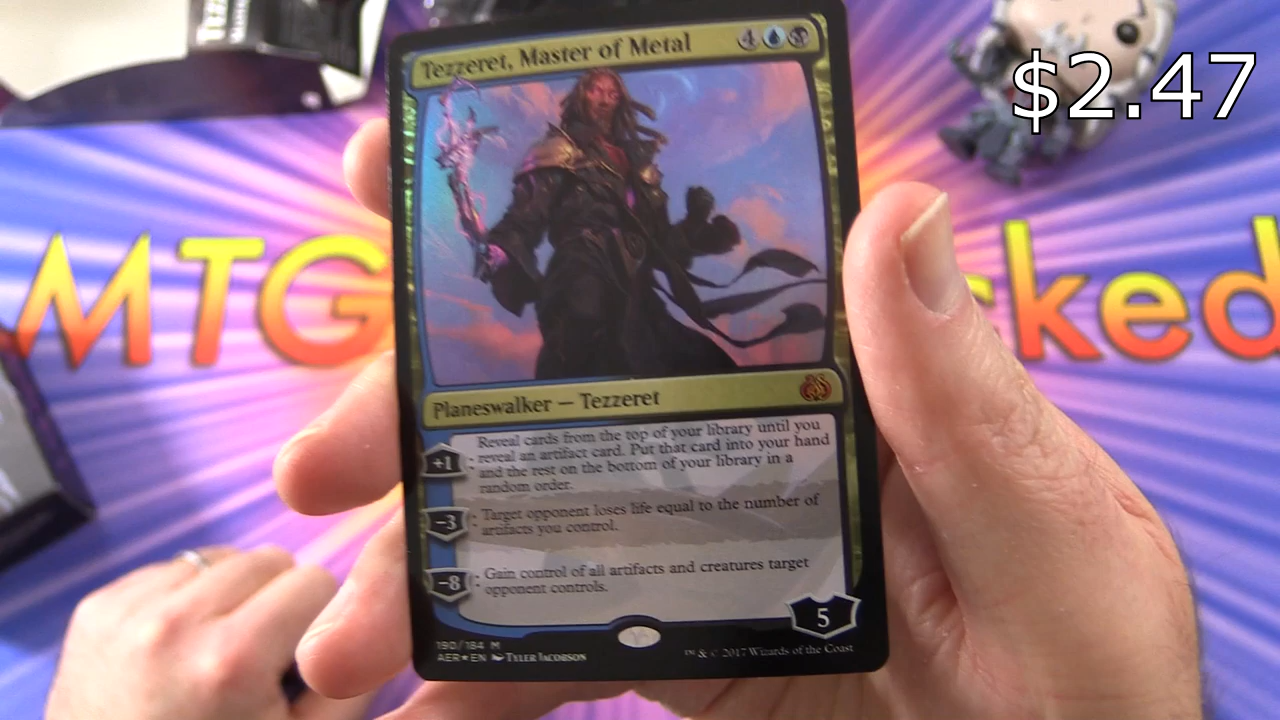 $2.47
Tezzeret, Master of Metal 4
MTG cked
Planeswalker — Tezzeret
+1 : Reveal cards from the top of your library until you
reveal an artifact card. Put that card into your hand
and the rest on the bottom of your library in a
random order.
−3 : Target opponent loses life equal to the number of
artifacts you control.
−8 : Gain control of all artifacts and creatures target
opponent controls.
5
190/184 M
AER★EN Tyler Jacobson
™ & © 2017 Wizards of the Coast